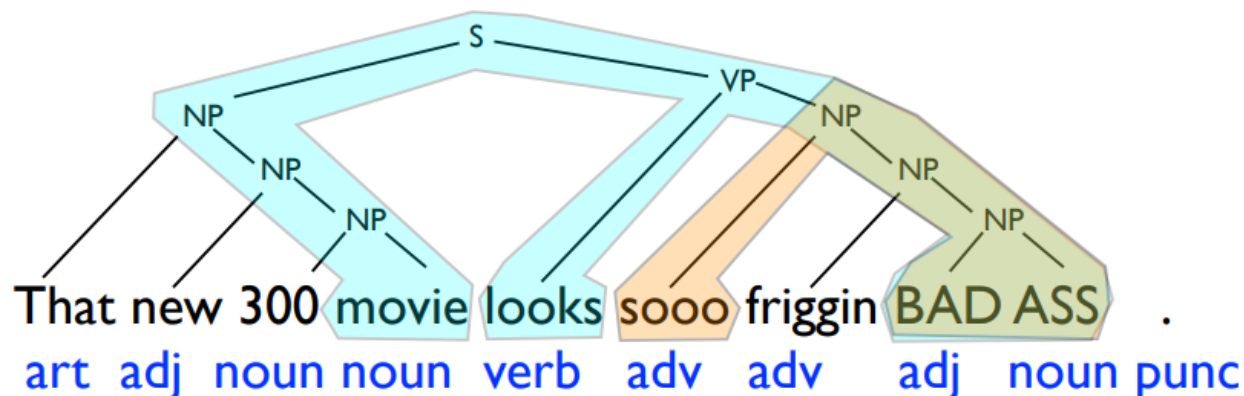 S
VP
NP NP
NP NP
NP NP
That new 300 movie looks sooo friggin BAD ASS .
art adj noun noun verb adv adv adj noun punc